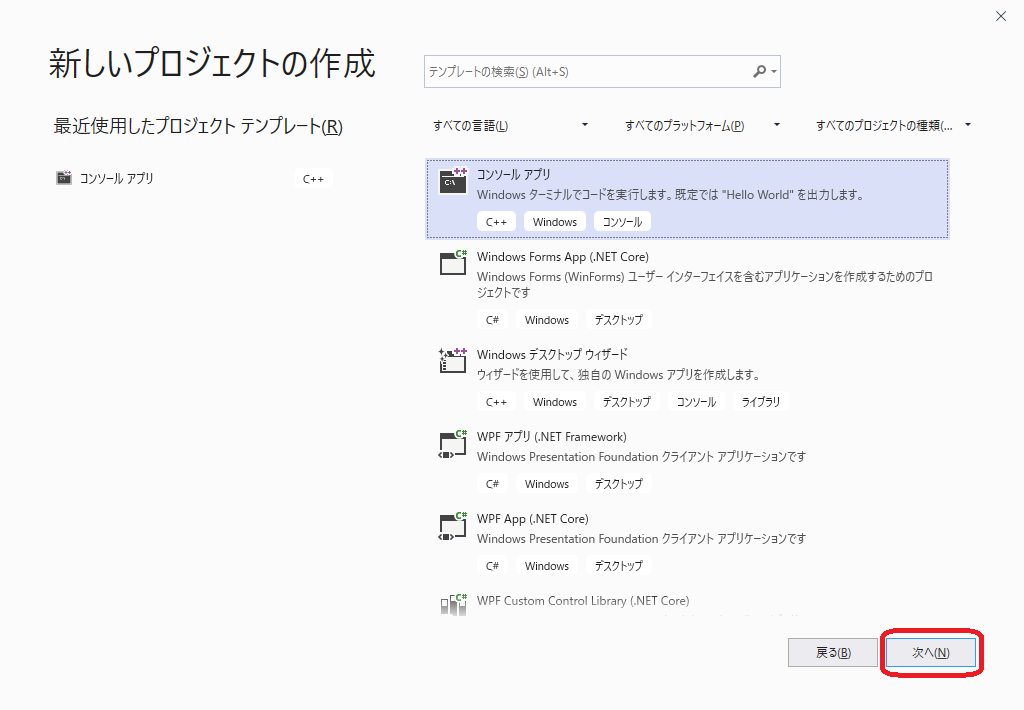 新しいプロジェクトの作成
テンプレートの検索(S) (Alt+S)
最近使用したプロジェクト テンプレート(R)
コンソール アプリ C++
すべての言語(L) すべてのプラットフォーム(P) すべてのプロジェクトの種類(...
コンソール アプリ
Windows ターミナルでコードを実行します。既定では "Hello World" を出力します。
C++ Windows コンソール
Windows Forms App (.NET Core)
Windows Forms (WinForms) ユーザー インターフェイスを含むアプリケーションを作成するためのプロ
ジェクトです
C# Windows デスクトップ
Windows デスクトップ ウィザード
ウィザードを使用して、独自の Windows アプリを作成します。
C++ Windows デスクトップ コンソール ライブラリ
WPF アプリ (.NET Framework)
Windows Presentation Foundation クライアント アプリケーションです
C# Windows デスクトップ
WPF App (.NET Core)
Windows Presentation Foundation クライアント アプリケーションです
C# Windows デスクトップ
WPF Custom Control Library (.NET Core)
戻る(B) 次へ(N)